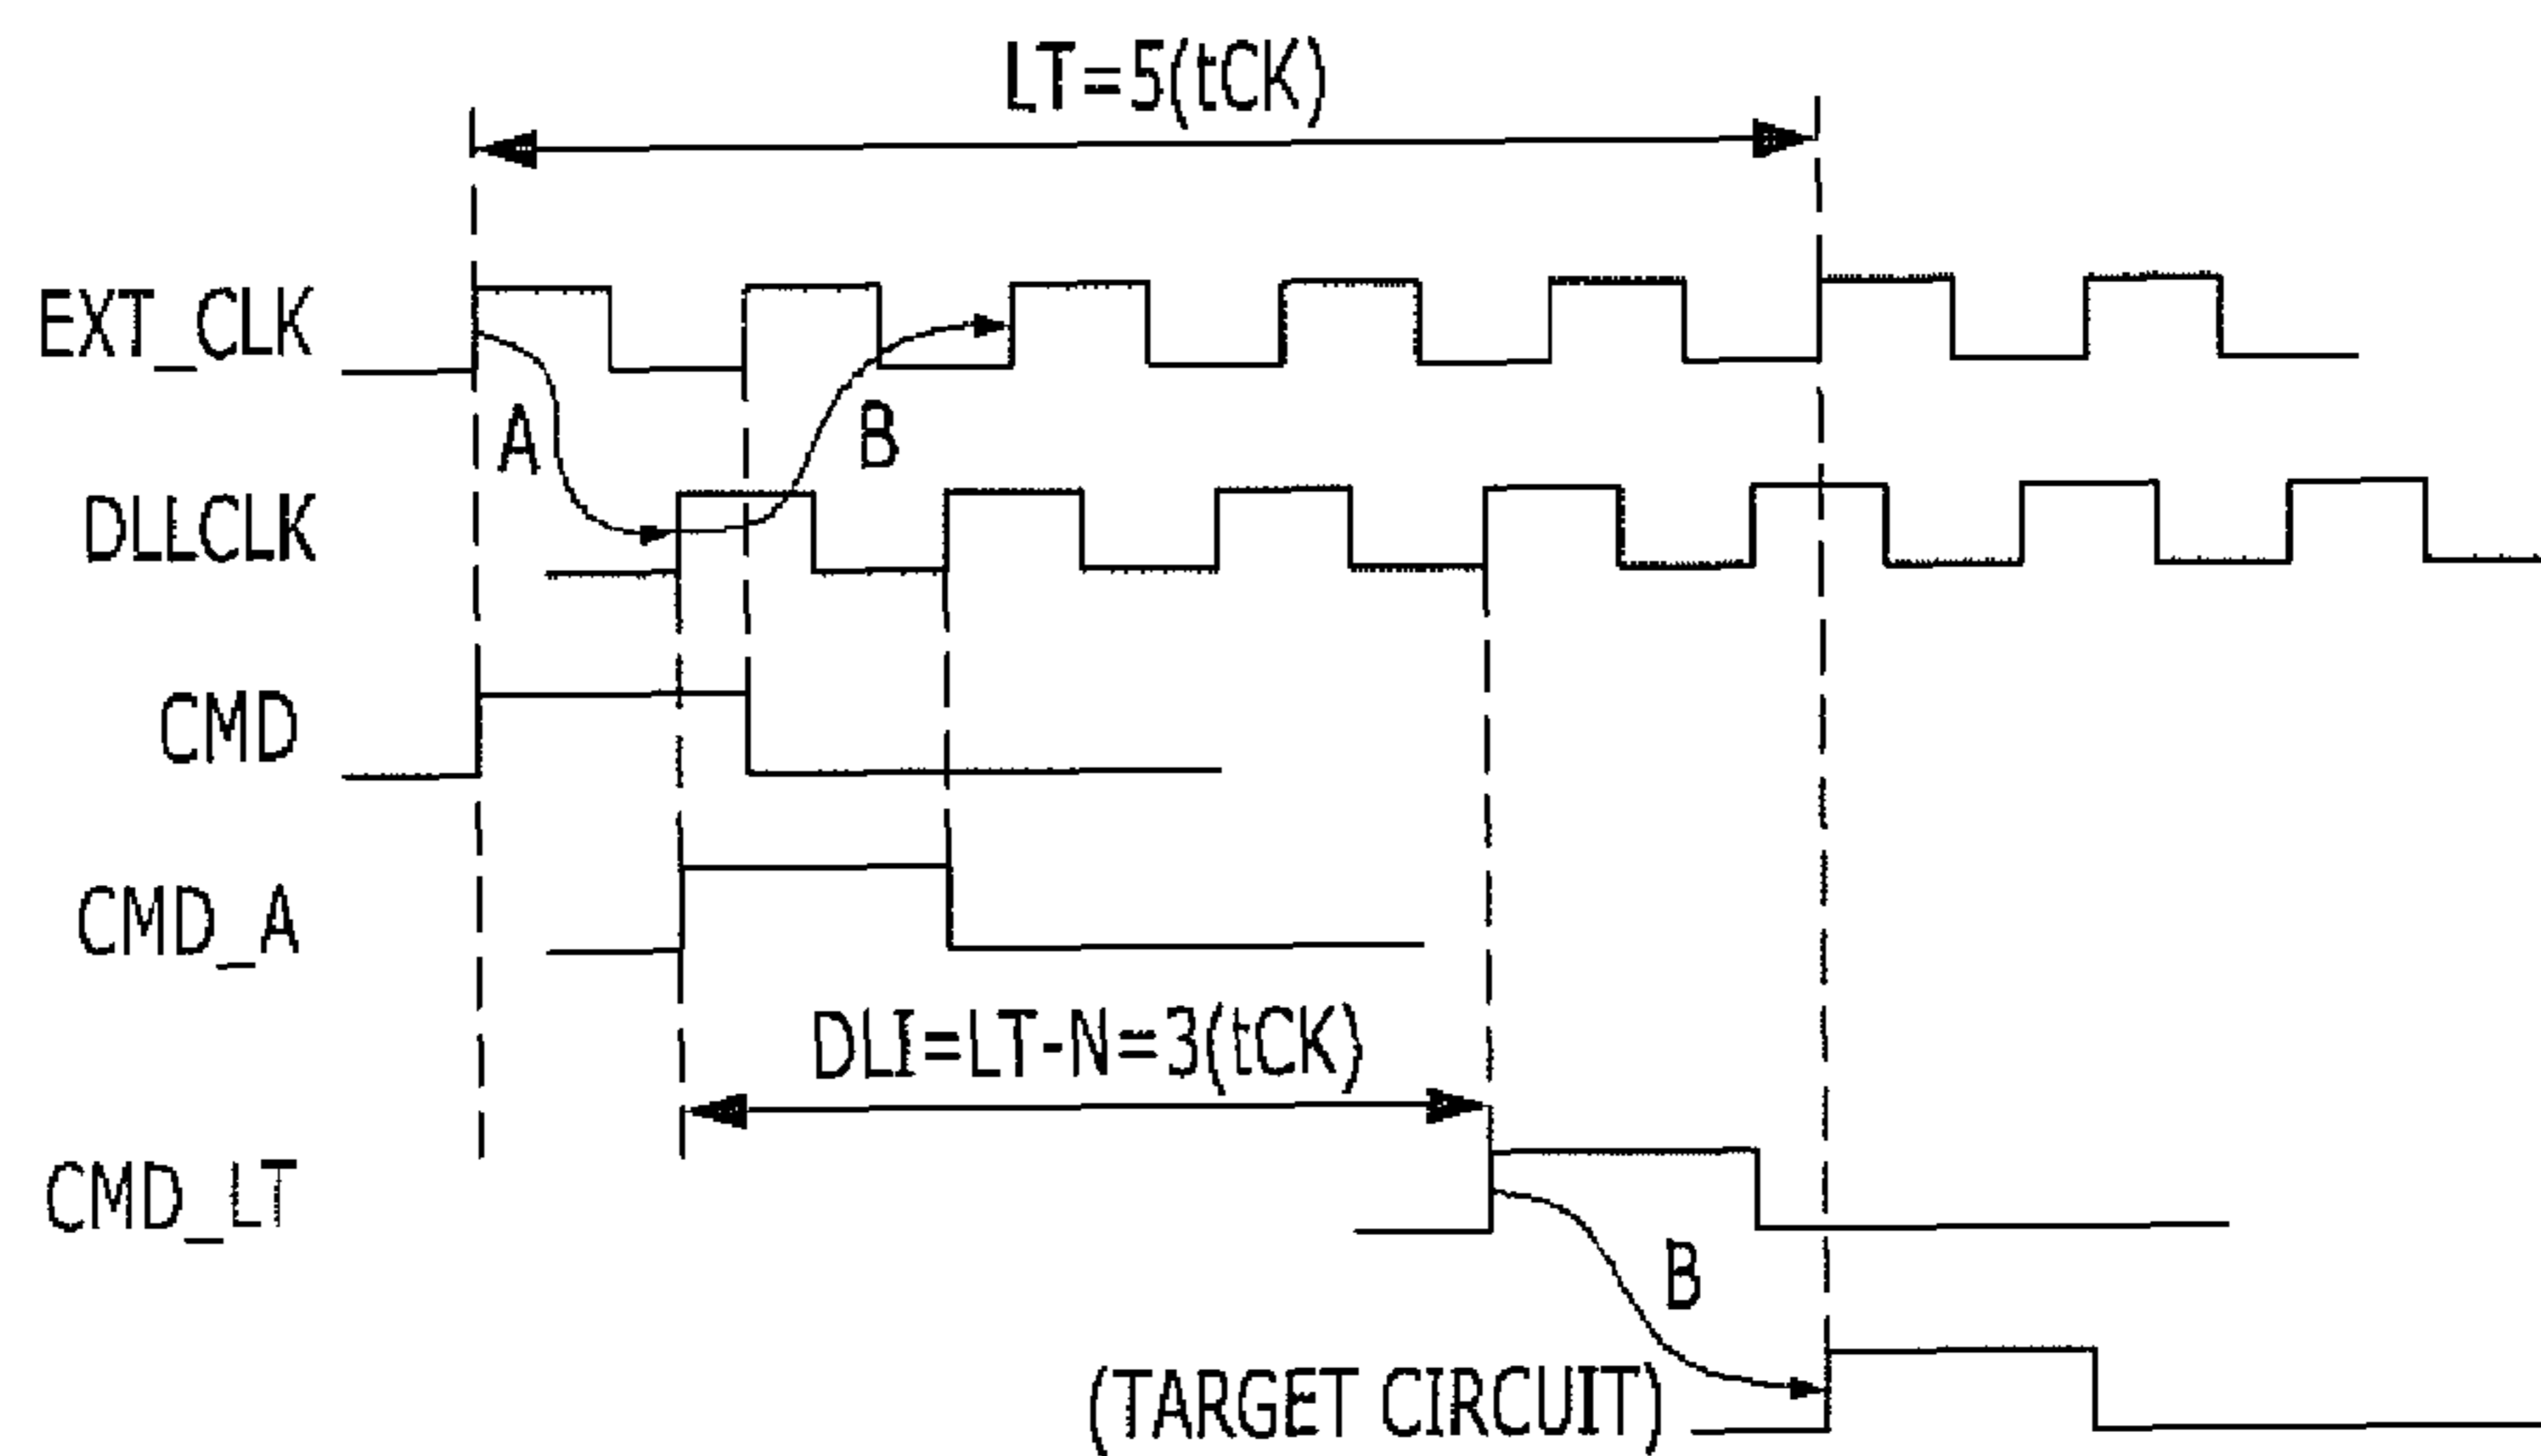 LT=5(tCK)
EXT_CLK
A
B
DLLCLK
CMD
CMD_A
DLI=LT-N=3(tCK)
CMD_LT
B
(TARGET CIRCUIT)